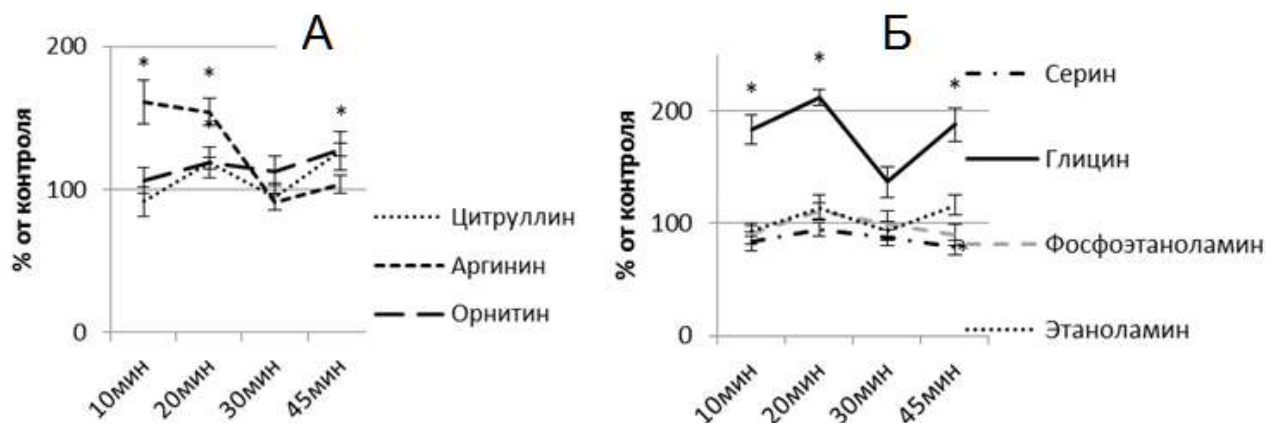 А
% от контроля
200
100
0
*
*
*
*
10мин
20мин
30мин
45мин
Цитруллин
Аргинин
Орнитин
Б
% от контроля
200
100
0
*
*
*
*
10мин
20мин
30мин
45мин
Серин
Глицин
Фосфоэтаноламин
Этаноламин